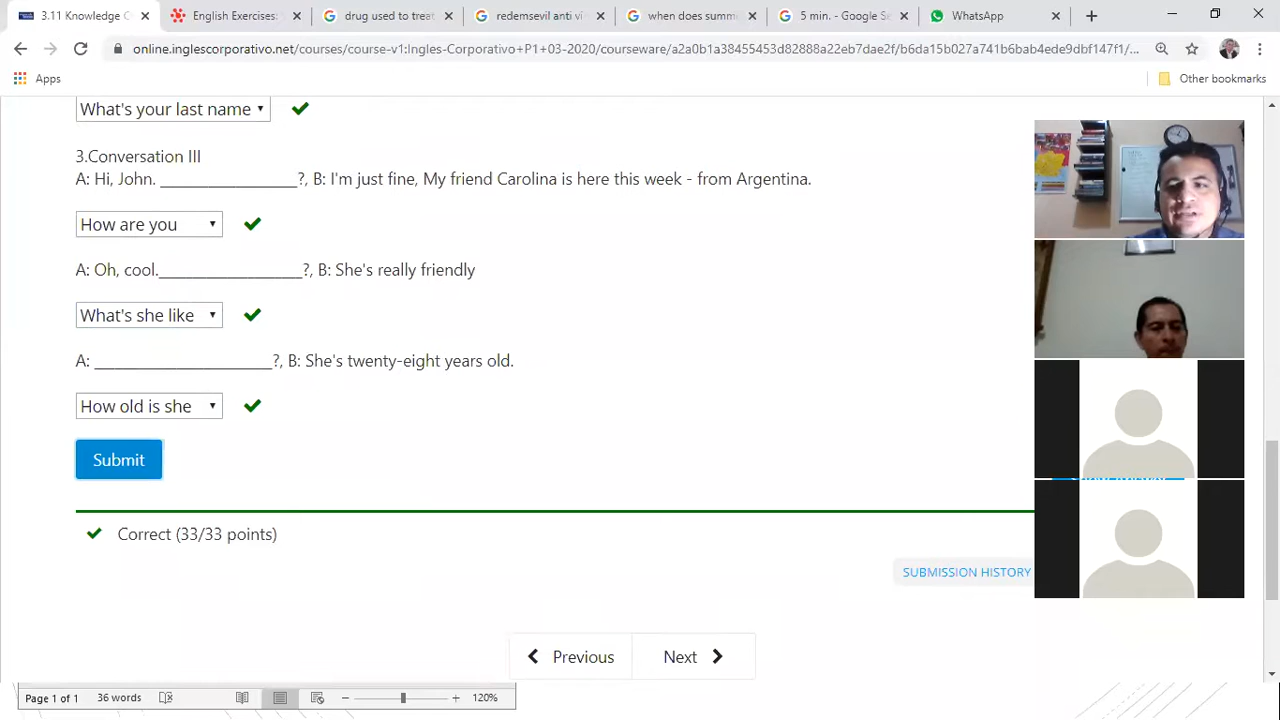 3.11 Knowledge C
English Exercises:
drug used to treat
redemsevil anti vi
when does summ
5 min. - Google Se
WhatsApp
online.inglescorporativo.net/courses/course-v1:Ingles-Corporativo+P1+03-2020/courseware/a2a0b1a38455453d82888a22eb7dae2f/b6da15b027a741b6bab4ede9dbf147f1/...
Apps
Other bookmarks
What's your last name
3.Conversation III
A: Hi, John. _________________?, B: I'm just fine, My friend Carolina is here this week - from Argentina.
How are you
A: Oh, cool.__________________?, B: She's really friendly
What's she like
A: ______________________?, B: She's twenty-eight years old.
How old is she
Submit
Correct (33/33 points)
SUBMISSION HISTORY
Previous
Next
Page 1 of 1
36 words
120%